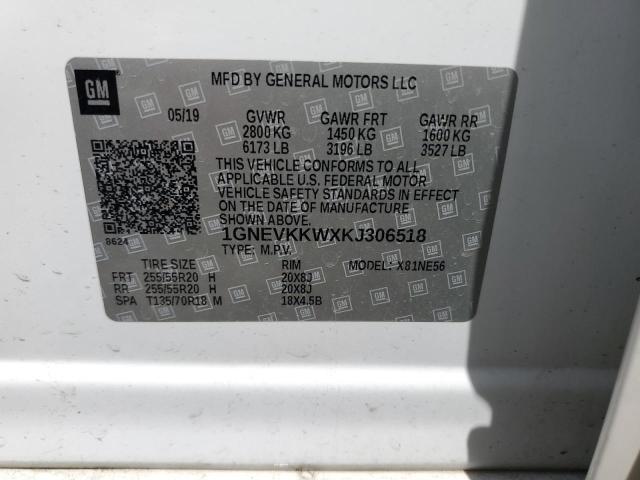 GM
MFD BY GENERAL MOTORS LLC
05/19 GVWR GAWR FRT GAWR RR
2800 KG 1450 KG 1600 KG
6173 LB 3196 LB 3527 LB
THIS VEHICLE CONFORMS TO ALL
APPLICABLE U.S. FEDERAL MOTOR
VEHICLE SAFETY STANDARDS IN EFFECT
ON THE DATE OF MANUFACTURE
SHOWN ABOVE.
8624
1GNEVKKWXKJ306518
TYPE: M.P.V. MODEL: X81NE56
TIRE SIZE RIM
FRT 255/55R20 H 20X8J
RR 255/55R20 H 20X8J
SPA T135/70R18 M 18X4.5B